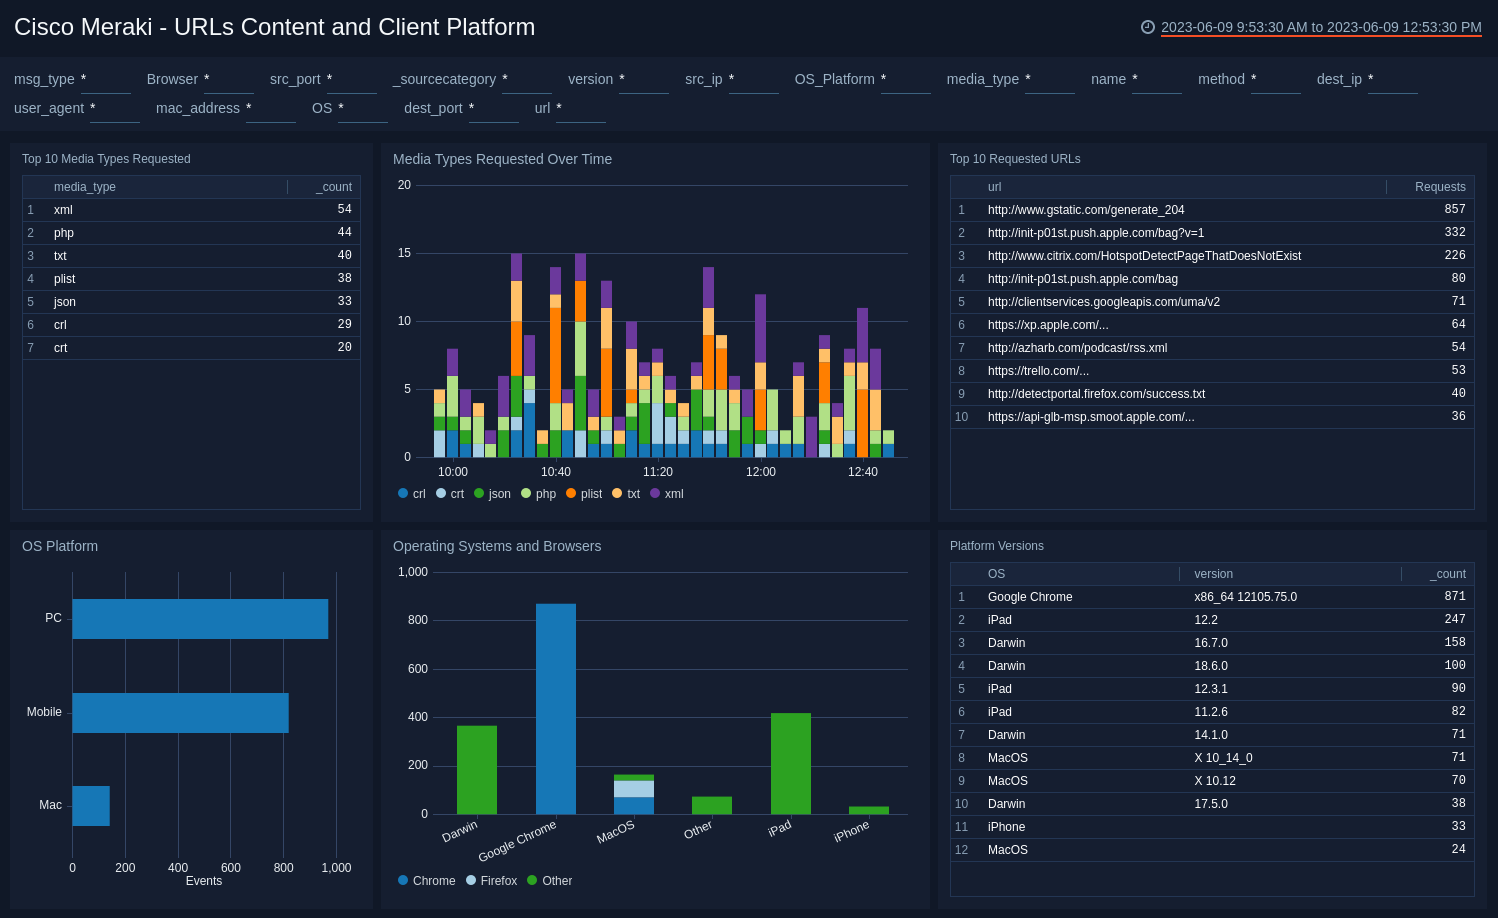 Cisco Meraki - URLs Content and Client Platform
2023-06-09 9:53:30 AM to 2023-06-09 12:53:30 PM
msg_type * Browser * src_port * _sourcecategory * version * src_ip * OS_Platform * media_type * name * method * dest_ip *
user_agent * mac_address * OS * dest_port * url *
Top 10 Media Types Requested
media_type _count
1 xml 54
2 php 44
3 txt 40
4 plist 38
5 json 33
6 crl 29
7 crt 20
Media Types Requested Over Time
20
15
10
5
0
10:00 10:40 11:20 12:00 12:40
crl crt json php plist txt xml
Top 10 Requested URLs
url Requests
1 http://www.gstatic.com/generate_204 857
2 http://init-p01st.push.apple.com/bag?v=1 332
3 http://www.citrix.com/HotspotDetectPageThatDoesNotExist 226
4 http://init-p01st.push.apple.com/bag 80
5 http://clientservices.googleapis.com/uma/v2 71
6 https://xp.apple.com/... 64
7 http://azharb.com/podcast/rss.xml 54
8 https://trello.com/... 53
9 http://detectportal.firefox.com/success.txt 40
10 https://api-glb-msp.smoot.apple.com/... 36
OS Platform
PC
Mobile
Mac
0 200 400 600 800 1,000
Events
Operating Systems and Browsers
1,000
800
600
400
200
0
Darwin Google Chrome MacOS Other iPad iPhone
Chrome Firefox Other
Platform Versions
OS version _count
1 Google Chrome x86_64 12105.75.0 871
2 iPad 12.2 247
3 Darwin 16.7.0 158
4 Darwin 18.6.0 100
5 iPad 12.3.1 90
6 iPad 11.2.6 82
7 Darwin 14.1.0 71
8 MacOS X 10_14_0 71
9 MacOS X 10.12 70
10 Darwin 17.5.0 38
11 iPhone 33
12 MacOS 24